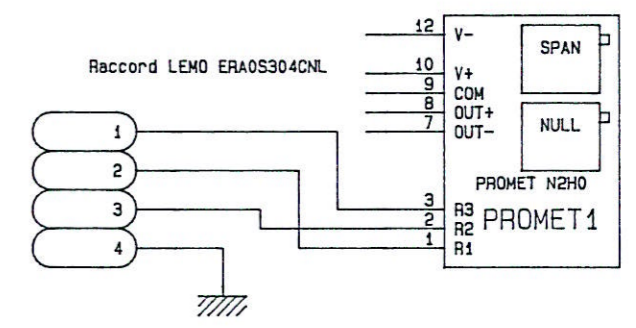 12 V-
SPAN
Raccord LEMO ERA0S304CNL
10 V+
9 COM
8 OUT+
7 OUT-
NULL
1
2
3
4
PROMET N2H0
3 R3
2 R2
1 R1
PROMET1